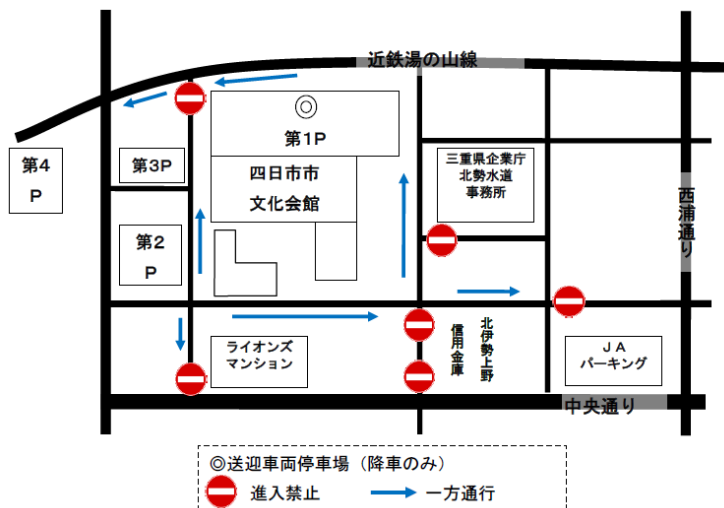 近鉄湯の山線
第1P
第4
P
第3P
四日市市
文化会館
三重県企業庁
北勢水道
事務所
西浦通り
第2
P
ライオンズ
マンション
北伊勢上野
信用金庫
JA
パーキング
中央通り
◎送迎車両停車場（降車のみ）
進入禁止
一方通行